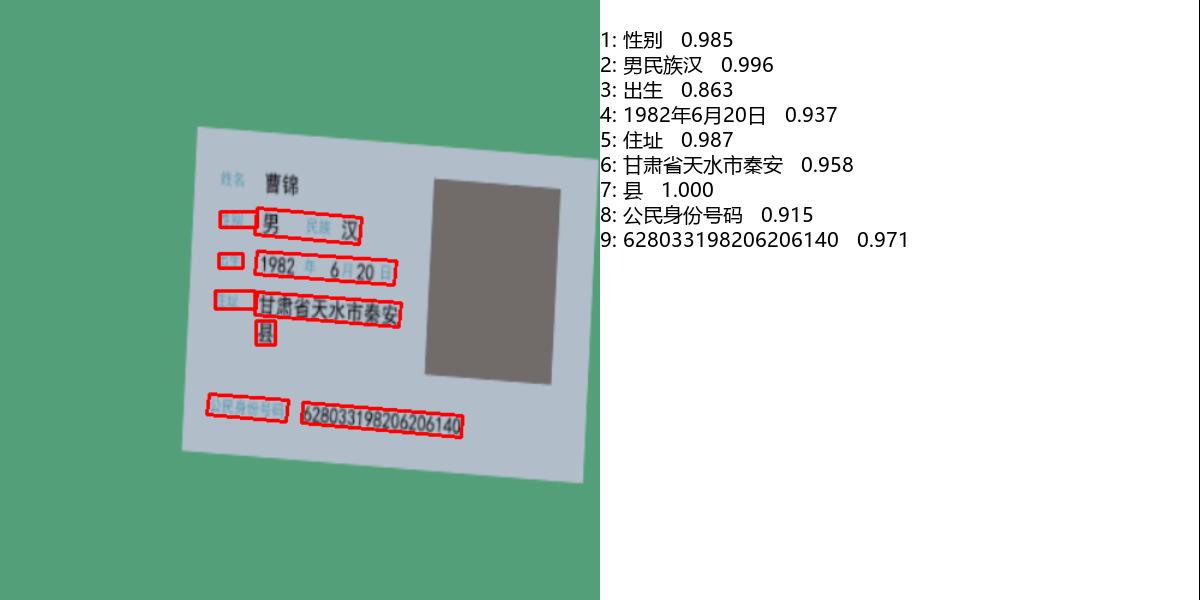 姓名 曹锦
性别 男 民族 汉
出生 1982 年 6 月 20 日
住址 甘肃省天水市秦安
县
公民身份号码 628033198206206140
1: 性别 0.985
2: 男民族汉 0.996
3: 出生 0.863
4: 1982年6月20日 0.937
5: 住址 0.987
6: 甘肃省天水市秦安 0.958
7: 县 1.000
8: 公民身份号码 0.915
9: 628033198206206140 0.971